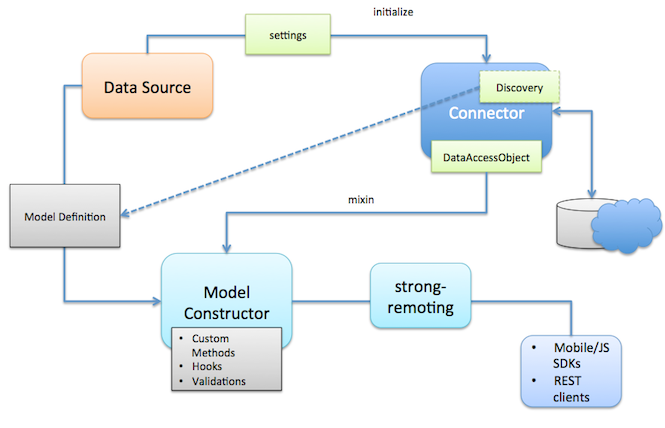 initialize
settings
Data Source
Discovery
Connector
DataAccessObject
mixin
Model Definition
Model
Constructor
• Custom
Methods
• Hooks
• Validations
strong-
remoting
• Mobile/JS
SDKs
• REST
clients